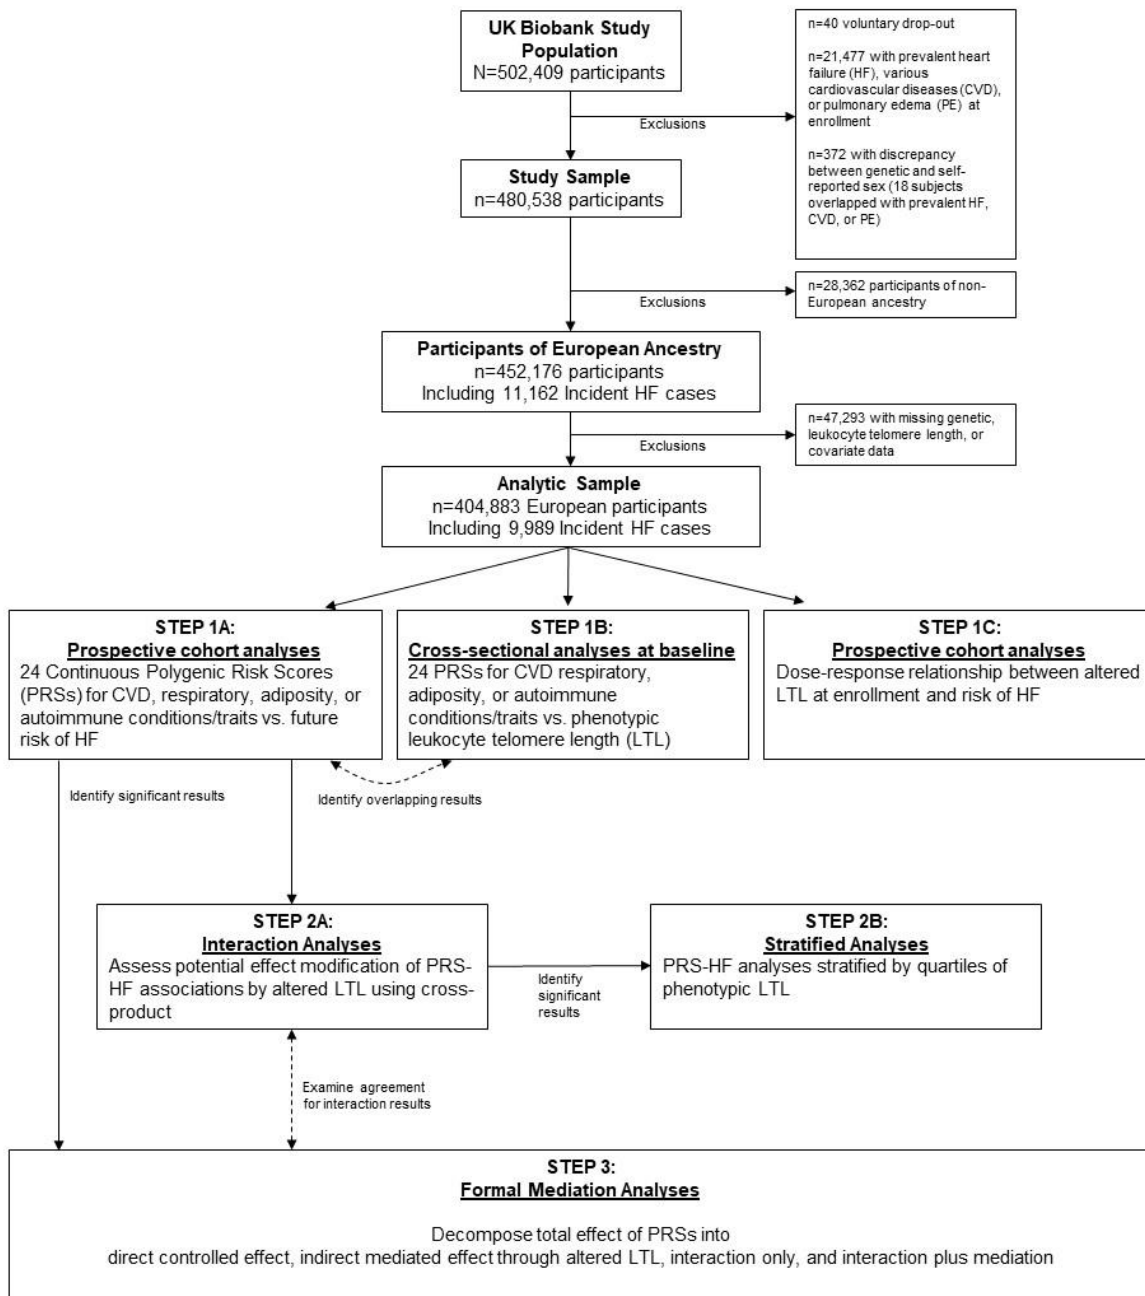 UK Biobank Study
Population
N=502,409 participants
n=40 voluntary drop-out
n=21,477 with prevalent heart
failure (HF), various
cardiovascular diseases (CVD),
or pulmonary edema (PE) at
enrollment
n=372 with discrepancy
between genetic and self-
reported sex (18 subjects
overlapped with prevalent HF,
CVD, or PE)
Exclusions
Study Sample
n=480,538 participants
n=28,362 participants of non-
European ancestry
Exclusions
Participants of European Ancestry
n=452,176 participants
Including 11,162 Incident HF cases
n=47,293 with missing genetic,
leukocyte telomere length, or
covariate data
Exclusions
Analytic Sample
n=404,883 European participants
Including 9,989 Incident HF cases
STEP 1A:
Prospective cohort analyses
24 Continuous Polygenic Risk Scores
(PRSs) for CVD, respiratory, adiposity, or
autoimmune conditions/traits vs. future
risk of HF
STEP 1B:
Cross-sectional analyses at baseline
24 PRSs for CVD respiratory,
adiposity, or autoimmune
conditions/traits vs. phenotypic
leukocyte telomere length (LTL)
STEP 1C:
Prospective cohort analyses
Dose-response relationship between altered
LTL at enrollment and risk of HF
Identify significant results
Identify overlapping results
STEP 2A:
Interaction Analyses
Assess potential effect modification of PRS-
HF associations by altered LTL using cross-
product
Identify
significant
results
STEP 2B:
Stratified Analyses
PRS-HF analyses stratified by quartiles of
phenotypic LTL
Examine agreement
for interaction results
STEP 3:
Formal Mediation Analyses
Decompose total effect of PRSs into
direct controlled effect, indirect mediated effect through altered LTL, interaction only, and interaction plus mediation